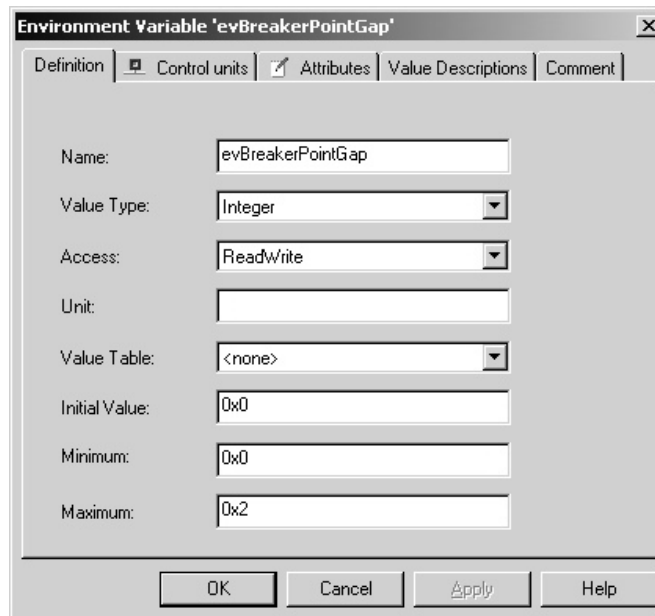 Environment Variable 'evBreakerPointGap'
Definition Control units Attributes Value Descriptions Comment
Name: evBreakerPointGap
Value Type: Integer
Access: ReadWrite
Unit:
Value Table: <none>
Initial Value: 0x0
Minimum: 0x0
Maximum: 0x2
OK Cancel Apply Help